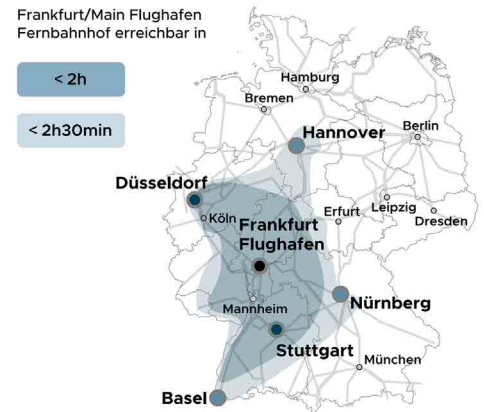 Frankfurt/Main Flughafen
Fernbahnhof erreichbar in
< 2h
< 2h30min
Hamburg
Bremen
Hannover
Berlin
Düsseldorf
Köln
Erfurt
Leipzig
Dresden
Frankfurt
Flughafen
Mannheim
Nürnberg
Stuttgart
München
Basel